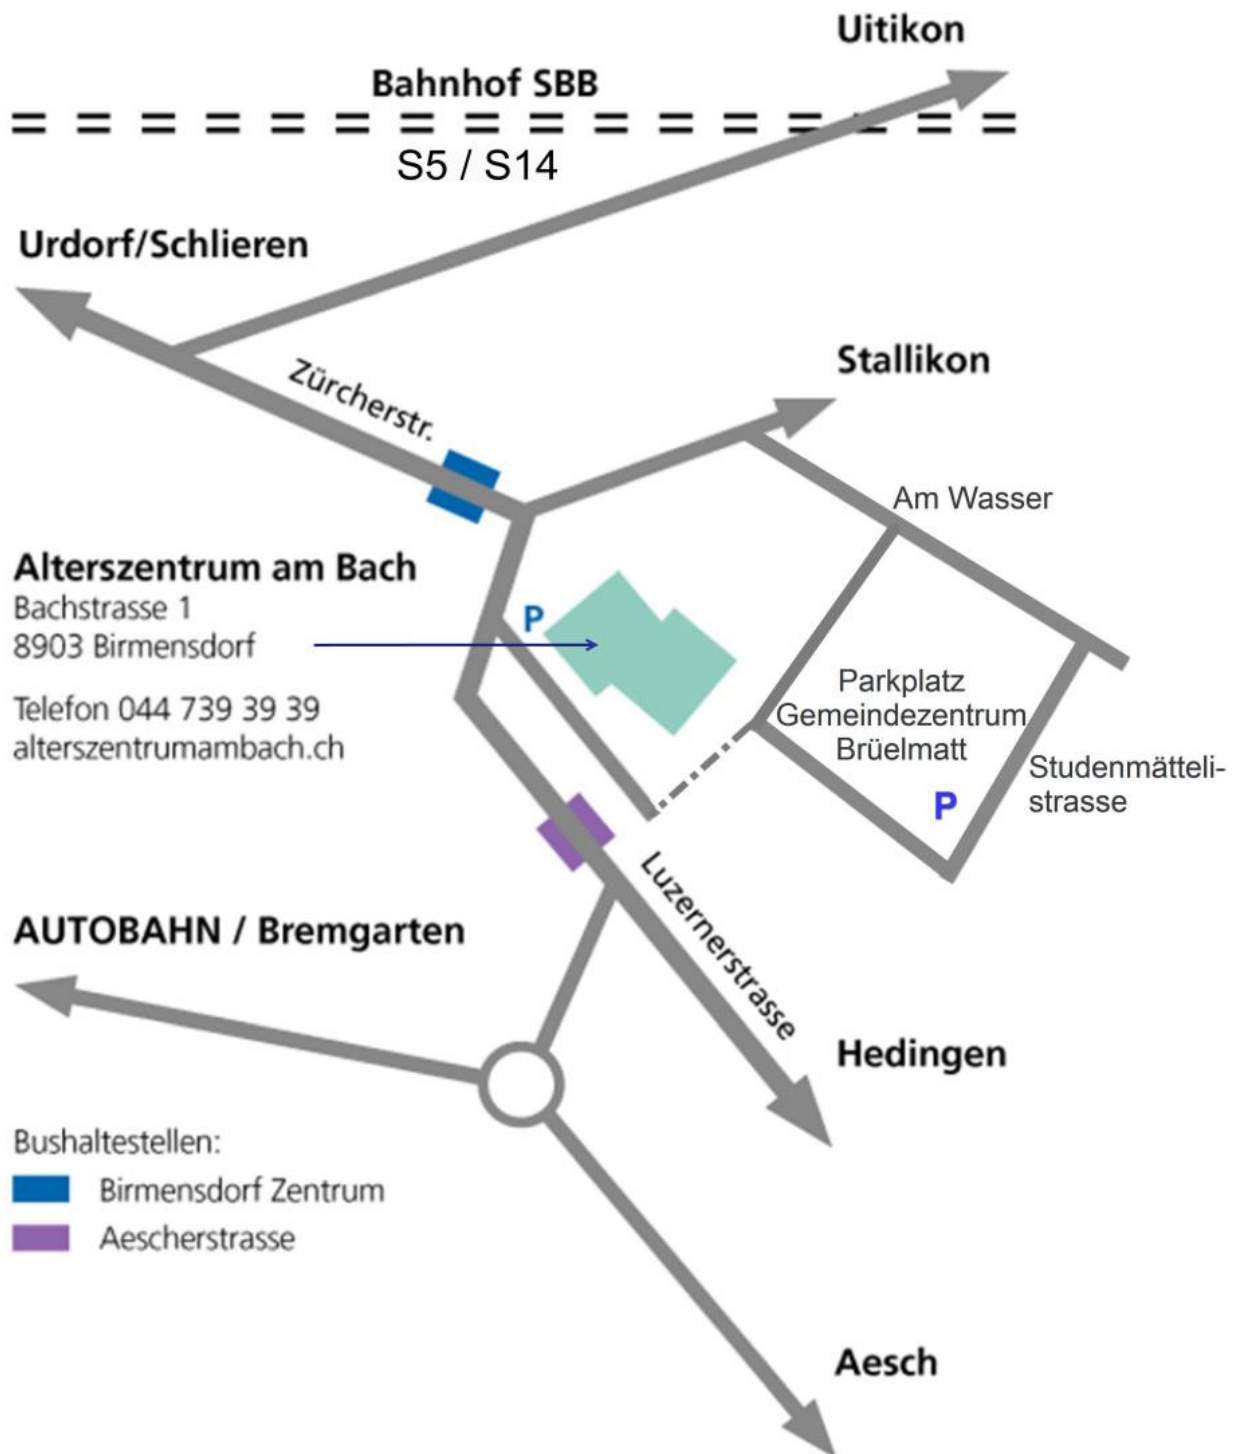 Uitikon
Bahnhof SBB
S5 / S14
Urdorf/Schlieren
Zürcherstr.
Stallikon
Am Wasser
Alterszentrum am Bach
Bachstrasse 1
8903 Birmensdorf
Telefon 044 739 39 39
alterszentrumambach.ch
P
Parkplatz
Gemeindezentrum
Brüelmatt
P
Studenmätteli-
strasse
Luzernerstrasse
AUTOBAHN / Bremgarten
Hedingen
Bushaltestellen:
Birmensdorf Zentrum
Aescherstrasse
Aesch